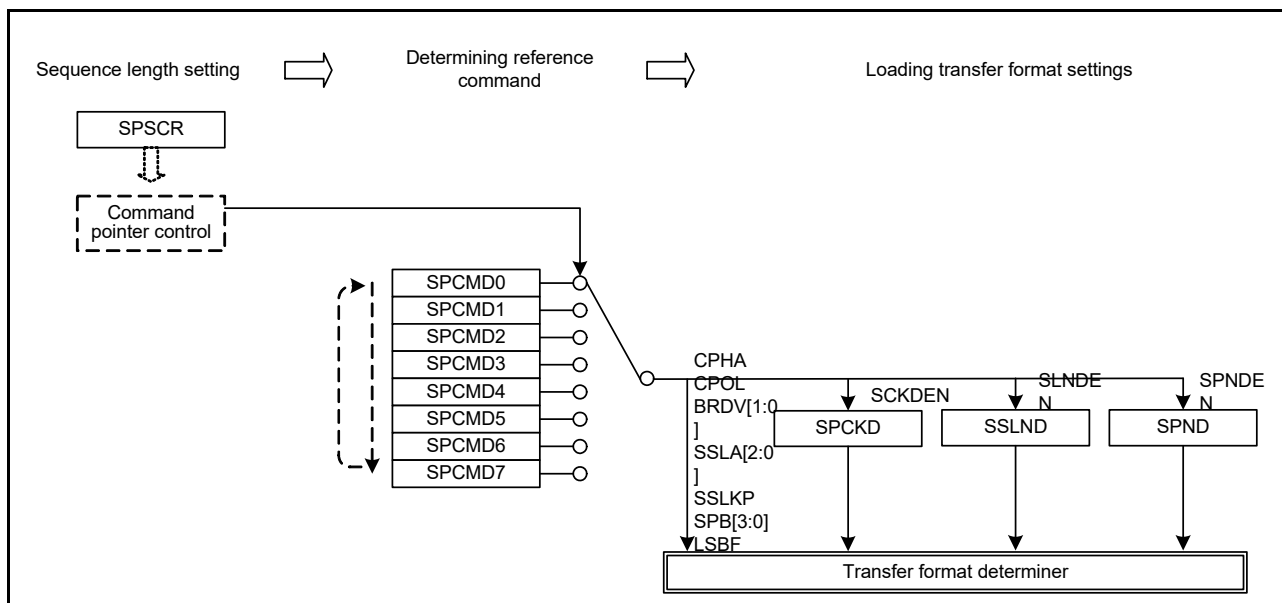 Sequence length setting
Determining reference
command
Loading transfer format settings
SPSCR
Command
pointer control
SPCMD0
SPCMD1
SPCMD2
SPCMD3
SPCMD4
SPCMD5
SPCMD6
SPCMD7
CPHA
CPOL
BRDV[1:0
]
SSLA[2:0
]
SSLKP
SPB[3:0]
LSBF
SCKDEN
SPCKD
SLNDE
N
SSLND
SPNDE
N
SPND
Transfer format determiner